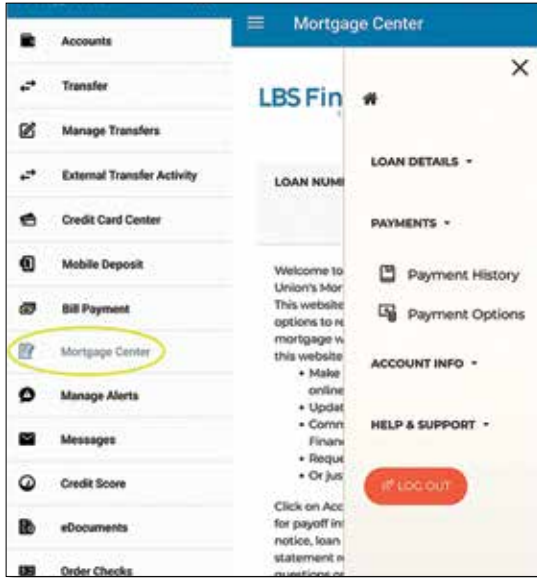 Accounts
Transfer
Manage Transfers
External Transfer Activity
Credit Card Center
Mobile Deposit
Bill Payment
Mortgage Center
Manage Alerts
Messages
Credit Score
eDocuments
Order Checks
Mortgage Center
LBS Fin
LOAN NUM
Welcome to
Union's Mor
This website
options to re
mortgage w
this website
• Make
online
• Updat
• Comm
Finan
• Reque
• Or jus
Click on Acc
for payoff in
notice, loan
statement
questions or
LOAN DETAILS
PAYMENTS
Payment History
Payment Options
ACCOUNT INFO
HELP & SUPPORT
LOG OUT